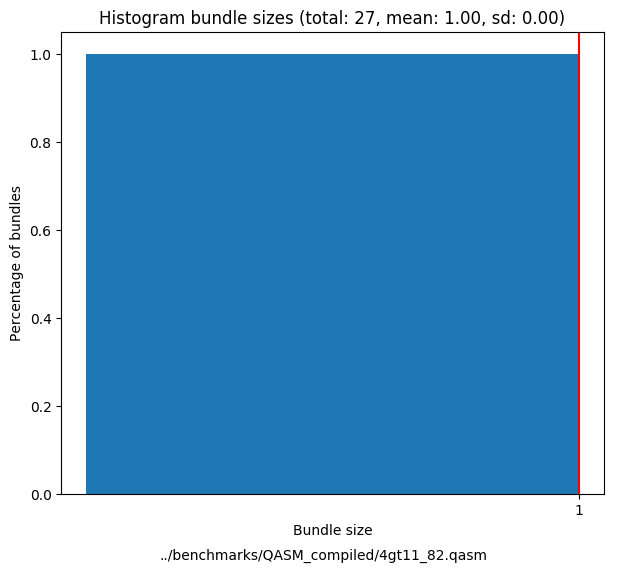 Histogram bundle sizes (total: 27, mean: 1.00, sd: 0.00)
1.0
0.8
0.6
0.4
0.2
0.0
Percentage of bundles
1
Bundle size
../benchmarks/QASM_compiled/4gt11_82.qasm